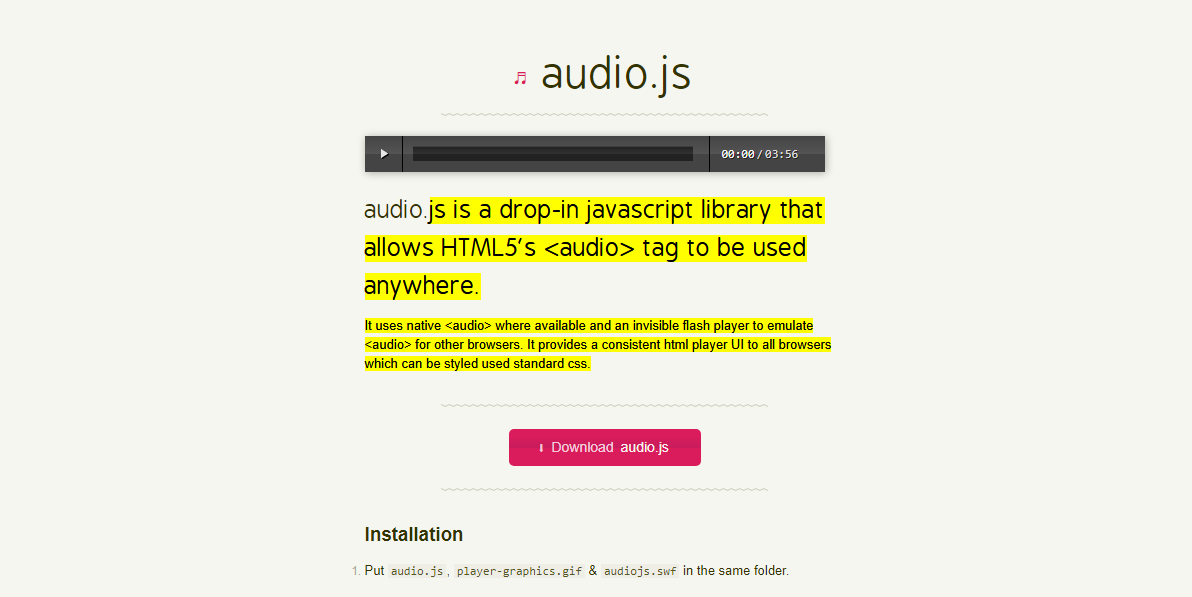 ♬ audio.js
00:00/03:56
audio.js is a drop-in javascript library that
allows HTML5's <audio> tag to be used
anywhere.
It uses native <audio> where available and an invisible flash player to emulate
<audio> for other browsers. It provides a consistent html player UI to all browsers
which can be styled used standard css.
⬇ Download audio.js
Installation
1. Put audio.js, player-graphics.gif & audiojs.swf in the same folder.